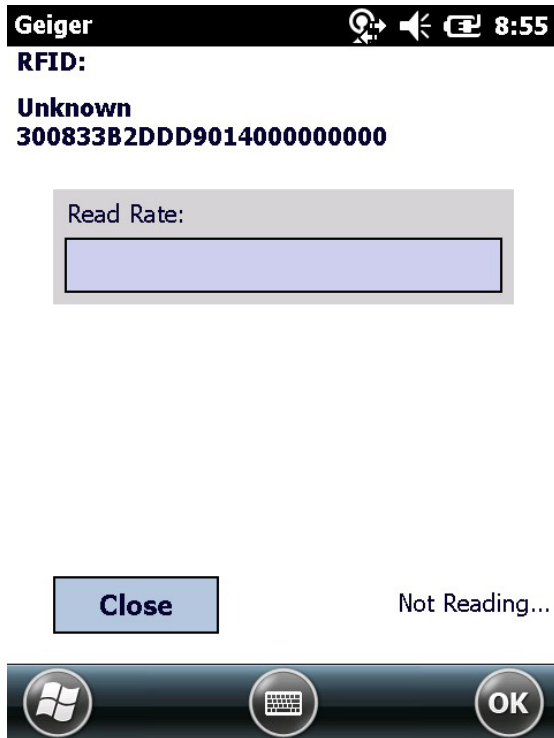 Geiger 8:55
RFID:
Unknown
300833B2DDD9014000000000
Read Rate:
Close Not Reading...
OK